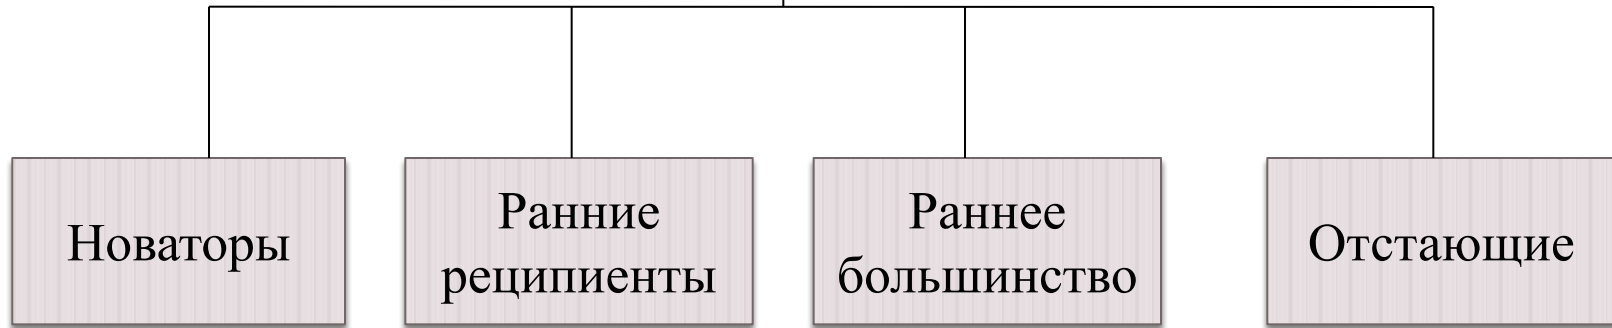 Новаторы
Ранние
реципиенты
Раннее
большинство
Отстающие